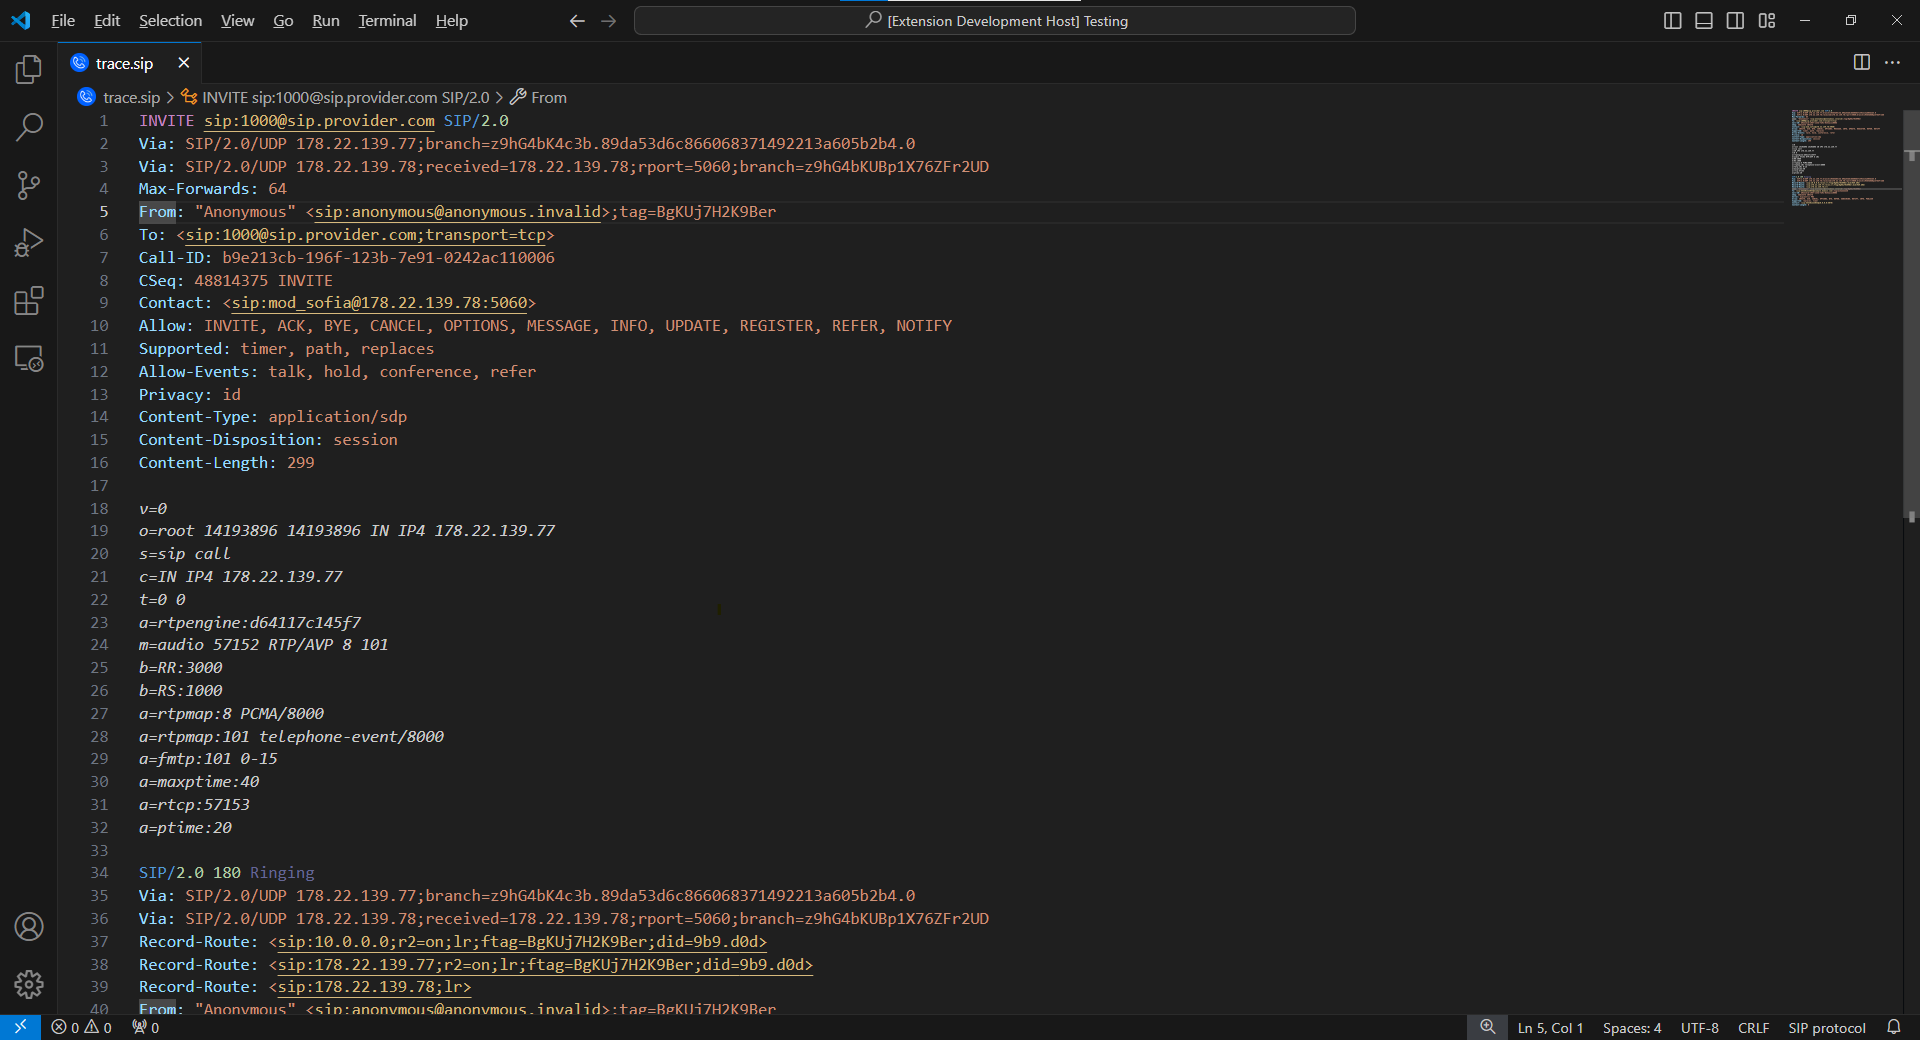 File Edit Selection View Go Run Terminal Help [Extension Development Host] Testing
trace.sip
trace.sip > INVITE sip:1000@sip.provider.com SIP/2.0 > From
1 INVITE sip:1000@sip.provider.com SIP/2.0
2 Via: SIP/2.0/UDP 178.22.139.77;branch=z9hG4bK4c3b.89da53d6c866068371492213a605b2b4.0
3 Via: SIP/2.0/UDP 178.22.139.78;received=178.22.139.78;rport=5060;branch=z9hG4bKUBp1X76ZFr2UD
4 Max-Forwards: 64
5 From: "Anonymous" <sip:anonymous@anonymous.invalid>;tag=BgKUj7H2K9Ber
6 To: <sip:1000@sip.provider.com;transport=tcp>
7 Call-ID: b9e213cb-196f-123b-7e91-0242ac110006
8 CSeq: 48814375 INVITE
9 Contact: <sip:mod_sofia@178.22.139.78:5060>
10 Allow: INVITE, ACK, BYE, CANCEL, OPTIONS, MESSAGE, INFO, UPDATE, REGISTER, REFER, NOTIFY
11 Supported: timer, path, replaces
12 Allow-Events: talk, hold, conference, refer
13 Privacy: id
14 Content-Type: application/sdp
15 Content-Disposition: session
16 Content-Length: 299
17
18 v=0
19 o=root 14193896 14193896 IN IP4 178.22.139.77
20 s=sip call
21 c=IN IP4 178.22.139.77
22 t=0 0
23 a=rtpengine:d64117c145f7
24 m=audio 57152 RTP/AVP 8 101
25 b=RR:3000
26 b=RS:1000
27 a=rtpmap:8 PCMA/8000
28 a=rtpmap:101 telephone-event/8000
29 a=fmtp:101 0-15
30 a=maxptime:40
31 a=rtcp:57153
32 a=ptime:20
33
34 SIP/2.0 180 Ringing
35 Via: SIP/2.0/UDP 178.22.139.77;branch=z9hG4bK4c3b.89da53d6c866068371492213a605b2b4.0
36 Via: SIP/2.0/UDP 178.22.139.78;received=178.22.139.78;rport=5060;branch=z9hG4bKUBp1X76ZFr2UD
37 Record-Route: <sip:10.0.0.0;r2=on;lr;ftag=BgKUj7H2K9Ber;did=9b9.d0d>
38 Record-Route: <sip:178.22.139.77;r2=on;lr;ftag=BgKUj7H2K9Ber;did=9b9.d0d>
39 Record-Route: <sip:178.22.139.78;lr>
40 From: "Anonymous" <sip:anonymous@anonymous.invalid>;tag=BgKUj7H2K9Ber
0 0 0 Ln 5, Col 1 Spaces: 4 UTF-8 CRLF SIP protocol